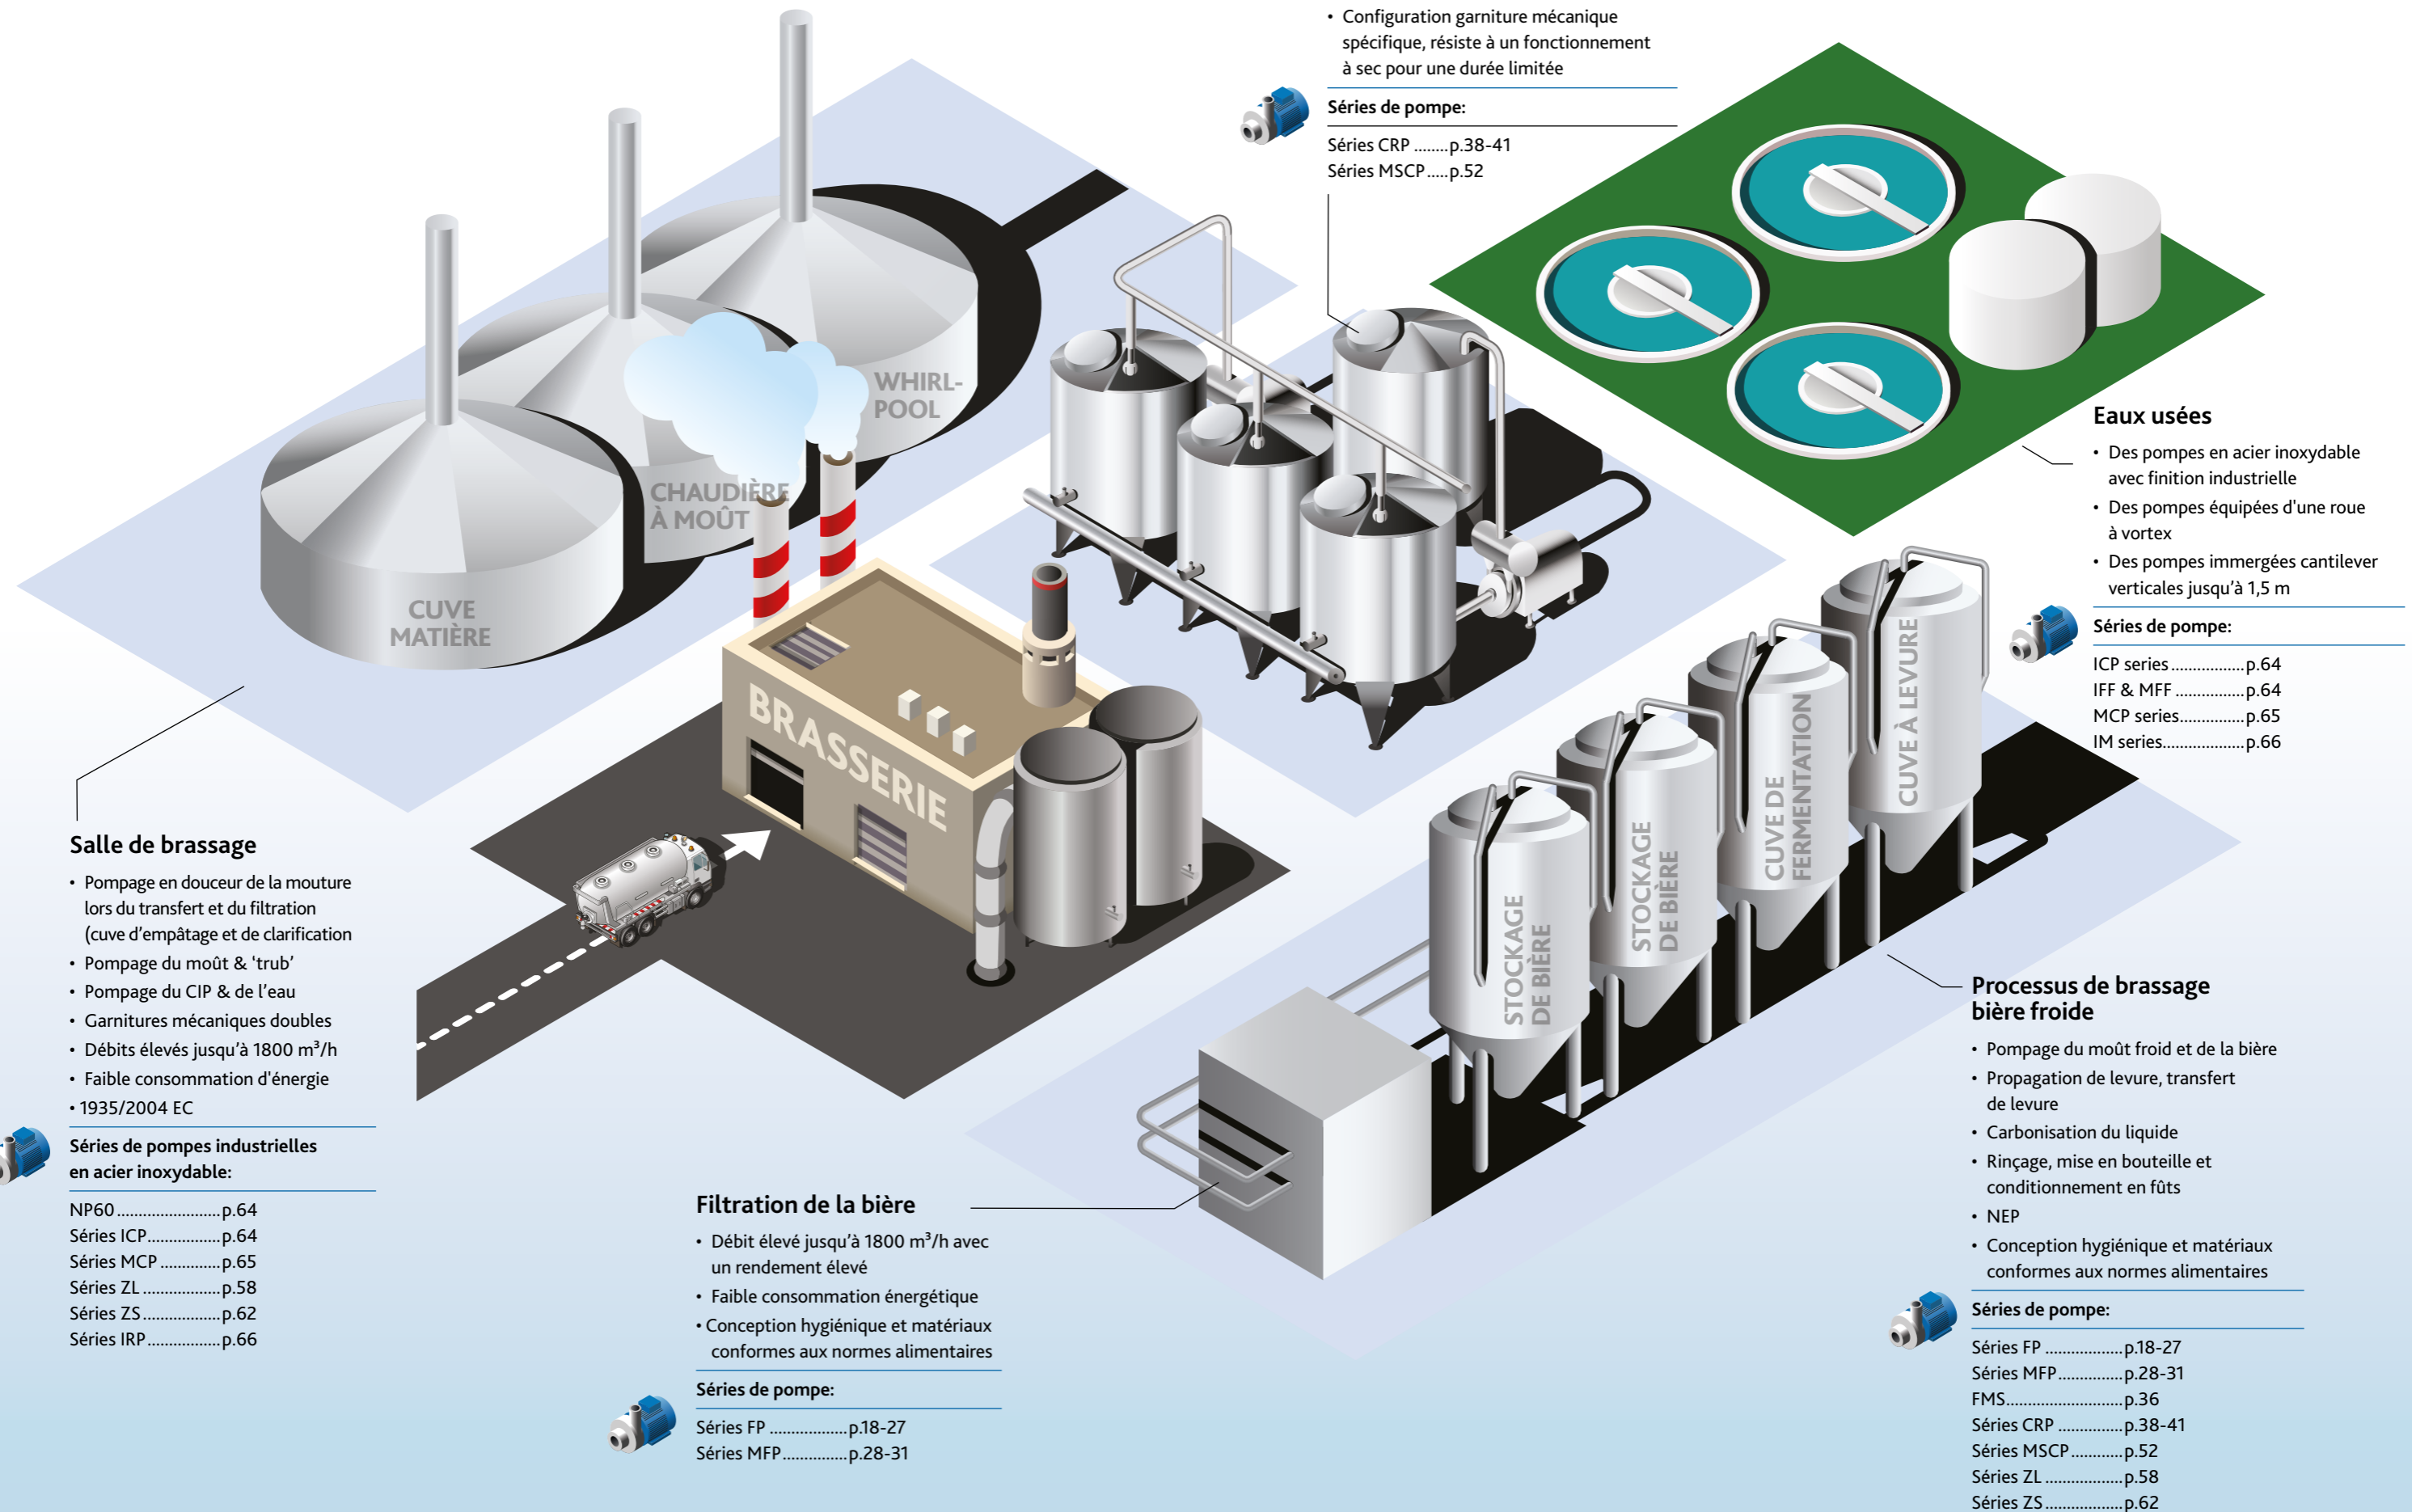 • Configuration garniture mécanique
spécifique, résiste à un fonctionnement
à sec pour une durée limitée
Séries de pompe:
Séries CRP ........p.38-41
Séries MSCP.....p.52
WHIRL-
POOL
CHAUDIÈRE
À MOÛT
CUVE
MATIÈRE
BRASSERIE
Eaux usées
• Des pompes en acier inoxydable
avec finition industrielle
• Des pompes équipées d'une roue
à vortex
• Des pompes immergées cantilever
verticales jusqu'à 1,5 m
Séries de pompe:
ICP series.................p.64
IFF & MFF................p.64
MCP series...............p.65
IM series...................p.66
CUVE À LEVURE
CUVE DE
FERMENTATION
STOCKAGE
DE BIÈRE
STOCKAGE
DE BIÈRE
Salle de brassage
• Pompage en douceur de la mouture
lors du transfert et du filtration
(cuve d'empâtage et de clarification
• Pompage du moût & 'trub'
• Pompage du CIP & de l'eau
• Garnitures mécaniques doubles
• Débits élevés jusqu'à 1800 m³/h
• Faible consommation d'énergie
• 1935/2004 EC
Séries de pompes industrielles
en acier inoxydable:
NP60........................p.64
Séries ICP.................p.64
Séries MCP..............p.65
Séries ZL..................p.58
Séries ZS..................p.62
Séries IRP.................p.66
Filtration de la bière
• Débit élevé jusqu'à 1800 m³/h avec
un rendement élevé
• Faible consommation énergétique
• Conception hygiénique et matériaux
conformes aux normes alimentaires
Séries de pompe:
Séries FP ..................p.18-27
Séries MFP...............p.28-31
Processus de brassage
bière froide
• Pompage du moût froid et de la bière
• Propagation de levure, transfert
de levure
• Carbonisation du liquide
• Rinçage, mise en bouteille et
conditionnement en fûts
• NEP
• Conception hygiénique et matériaux
conformes aux normes alimentaires
Séries de pompe:
Séries FP ..................p.18-27
Séries MFP...............p.28-31
FMS...........................p.36
Séries CRP ...............p.38-41
Séries MSCP............p.52
Séries ZL..................p.58
Séries ZS..................p.62